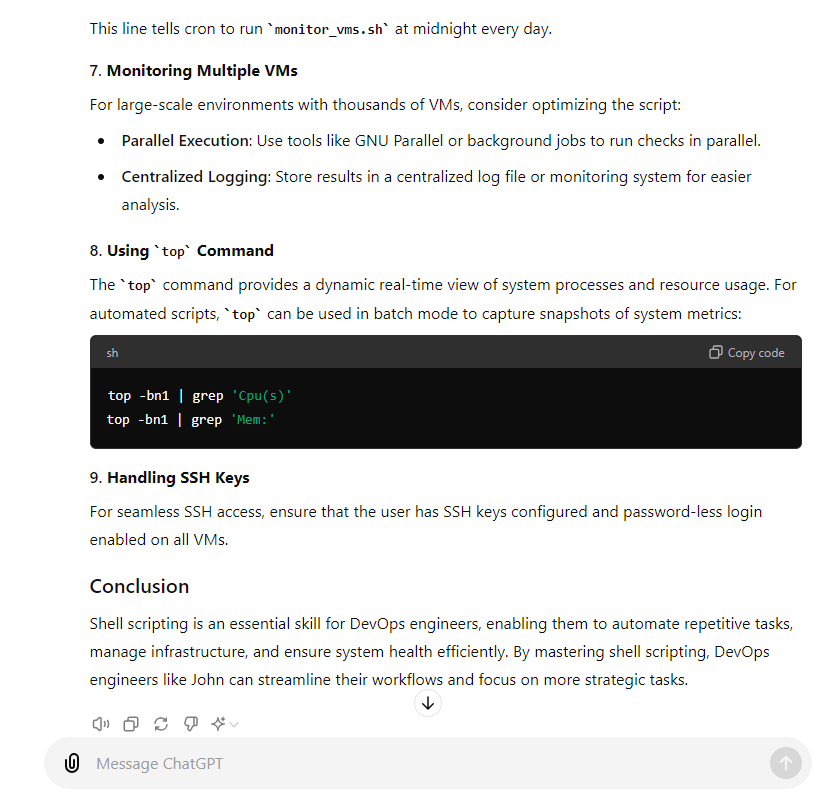 This line tells cron to run `monitor_vms.sh` at midnight every day.
7. Monitoring Multiple VMs
For large-scale environments with thousands of VMs, consider optimizing the script:
• Parallel Execution: Use tools like GNU Parallel or background jobs to run checks in parallel.
• Centralized Logging: Store results in a centralized log file or monitoring system for easier
analysis.
8. Using `top` Command
The `top` command provides a dynamic real-time view of system processes and resource usage. For
automated scripts, `top` can be used in batch mode to capture snapshots of system metrics:
sh Copy code
top -bn1 | grep 'Cpu(s)'
top -bn1 | grep 'Mem:'
9. Handling SSH Keys
For seamless SSH access, ensure that the user has SSH keys configured and password-less login
enabled on all VMs.
Conclusion
Shell scripting is an essential skill for DevOps engineers, enabling them to automate repetitive tasks,
manage infrastructure, and ensure system health efficiently. By mastering shell scripting, DevOps
engineers like John can streamline their workflows and focus on more strategic tasks.
Message ChatGPT